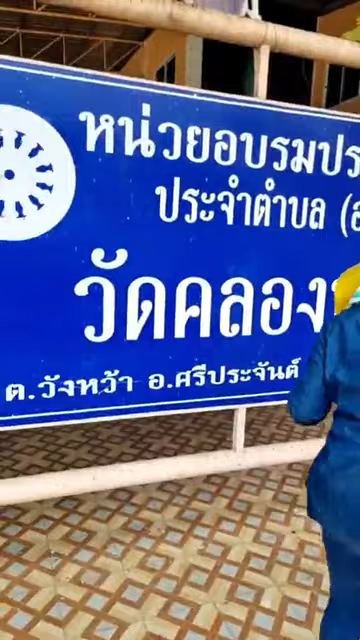 หน่วยอบรมประ
ประจำตำบล (อ
วัดคลอง
ต.วังหว้า อ.ศรีประจันต์